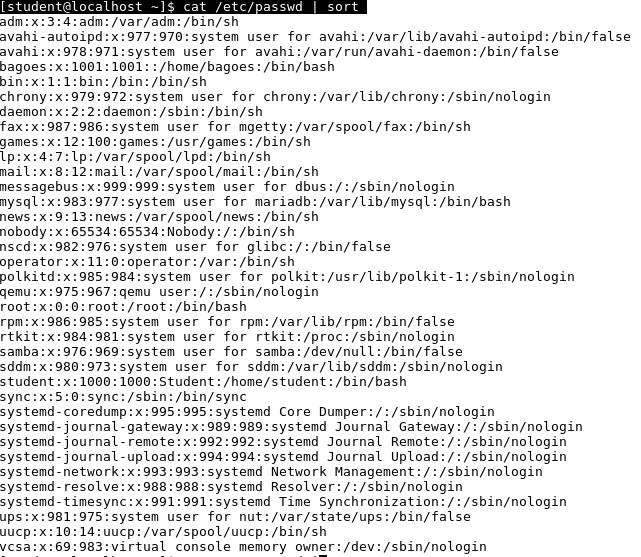 [student@localhost ~]$ cat /etc/passwd | sort
adm:x:3:4:adm:/var/adm:/bin/sh
avahi-autoipd:x:977:970:system user for avahi:/var/lib/avahi-autoipd:/bin/false
avahi:x:978:971:system user for avahi:/var/run/avahi-daemon:/bin/false
bagoes:x:1001:1001::/home/bagoes:/bin/bash
bin:x:1:1:bin:/bin:/bin/sh
chrony:x:979:972:system user for chrony:/var/lib/chrony:/sbin/nologin
daemon:x:2:2:daemon:/sbin:/bin/sh
fax:x:987:986:system user for mgetty:/var/spool/fax:/bin/sh
games:x:12:100:games:/usr/games:/bin/sh
lp:x:4:7:lp:/var/spool/lpd:/bin/sh
mail:x:8:12:mail:/var/spool/mail:/bin/sh
messagebus:x:999:999:system user for dbus:/:/sbin/nologin
mysql:x:983:977:system user for mariadb:/var/lib/mysql:/bin/bash
news:x:9:13:news:/var/spool/news:/bin/sh
nobody:x:65534:65534:Nobody:/:/bin/sh
nscd:x:982:976:system user for glibc:/:/bin/false
operator:x:11:0:operator:/var:/bin/sh
polkitd:x:985:984:system user for polkit:/usr/lib/polkit-1:/sbin/nologin
qemu:x:975:967:qemu user:/:/sbin/nologin
root:x:0:0:root:/root:/bin/bash
rpm:x:986:985:system user for rpm:/var/lib/rpm:/bin/false
rtkit:x:984:981:system user for rtkit:/proc:/sbin/nologin
samba:x:976:969:system user for samba:/dev/null:/bin/false
sddm:x:980:973:system user for sddm:/var/lib/sddm:/sbin/nologin
student:x:1000:1000:Student:/home/student:/bin/bash
sync:x:5:0:sync:/sbin:/bin/sync
systemd-coredump:x:995:995:systemd Core Dumper:/:/sbin/nologin
systemd-journal-gateway:x:989:989:systemd Journal Gateway:/:/sbin/nologin
systemd-journal-remote:x:992:992:systemd Journal Remote:/:/sbin/nologin
systemd-journal-upload:x:994:994:systemd Journal Upload:/:/sbin/nologin
systemd-network:x:993:993:systemd Network Management:/:/sbin/nologin
systemd-resolve:x:988:988:systemd Resolver:/:/sbin/nologin
systemd-timesync:x:991:991:systemd Time Synchronization:/:/sbin/nologin
ups:x:981:975:system user for nut:/var/state/ups:/bin/false
uucp:x:10:14:uucp:/var/spool/uucp:/bin/sh
vcsa:x:69:983:virtual console memory owner:/dev:/sbin/nologin